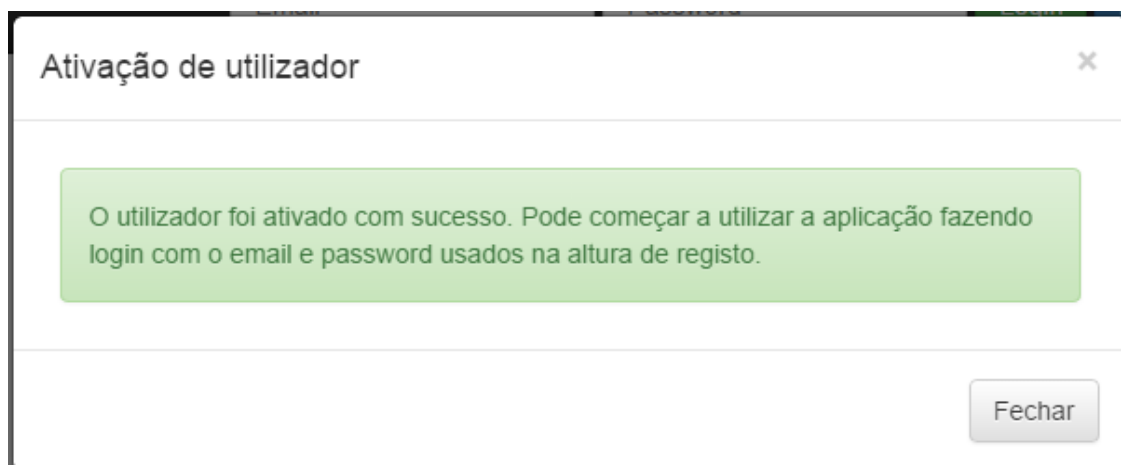 Ativação de utilizador
×
O utilizador foi ativado com sucesso. Pode começar a utilizar a aplicação fazendo
login com o email e password usados na altura de registo.
Fechar